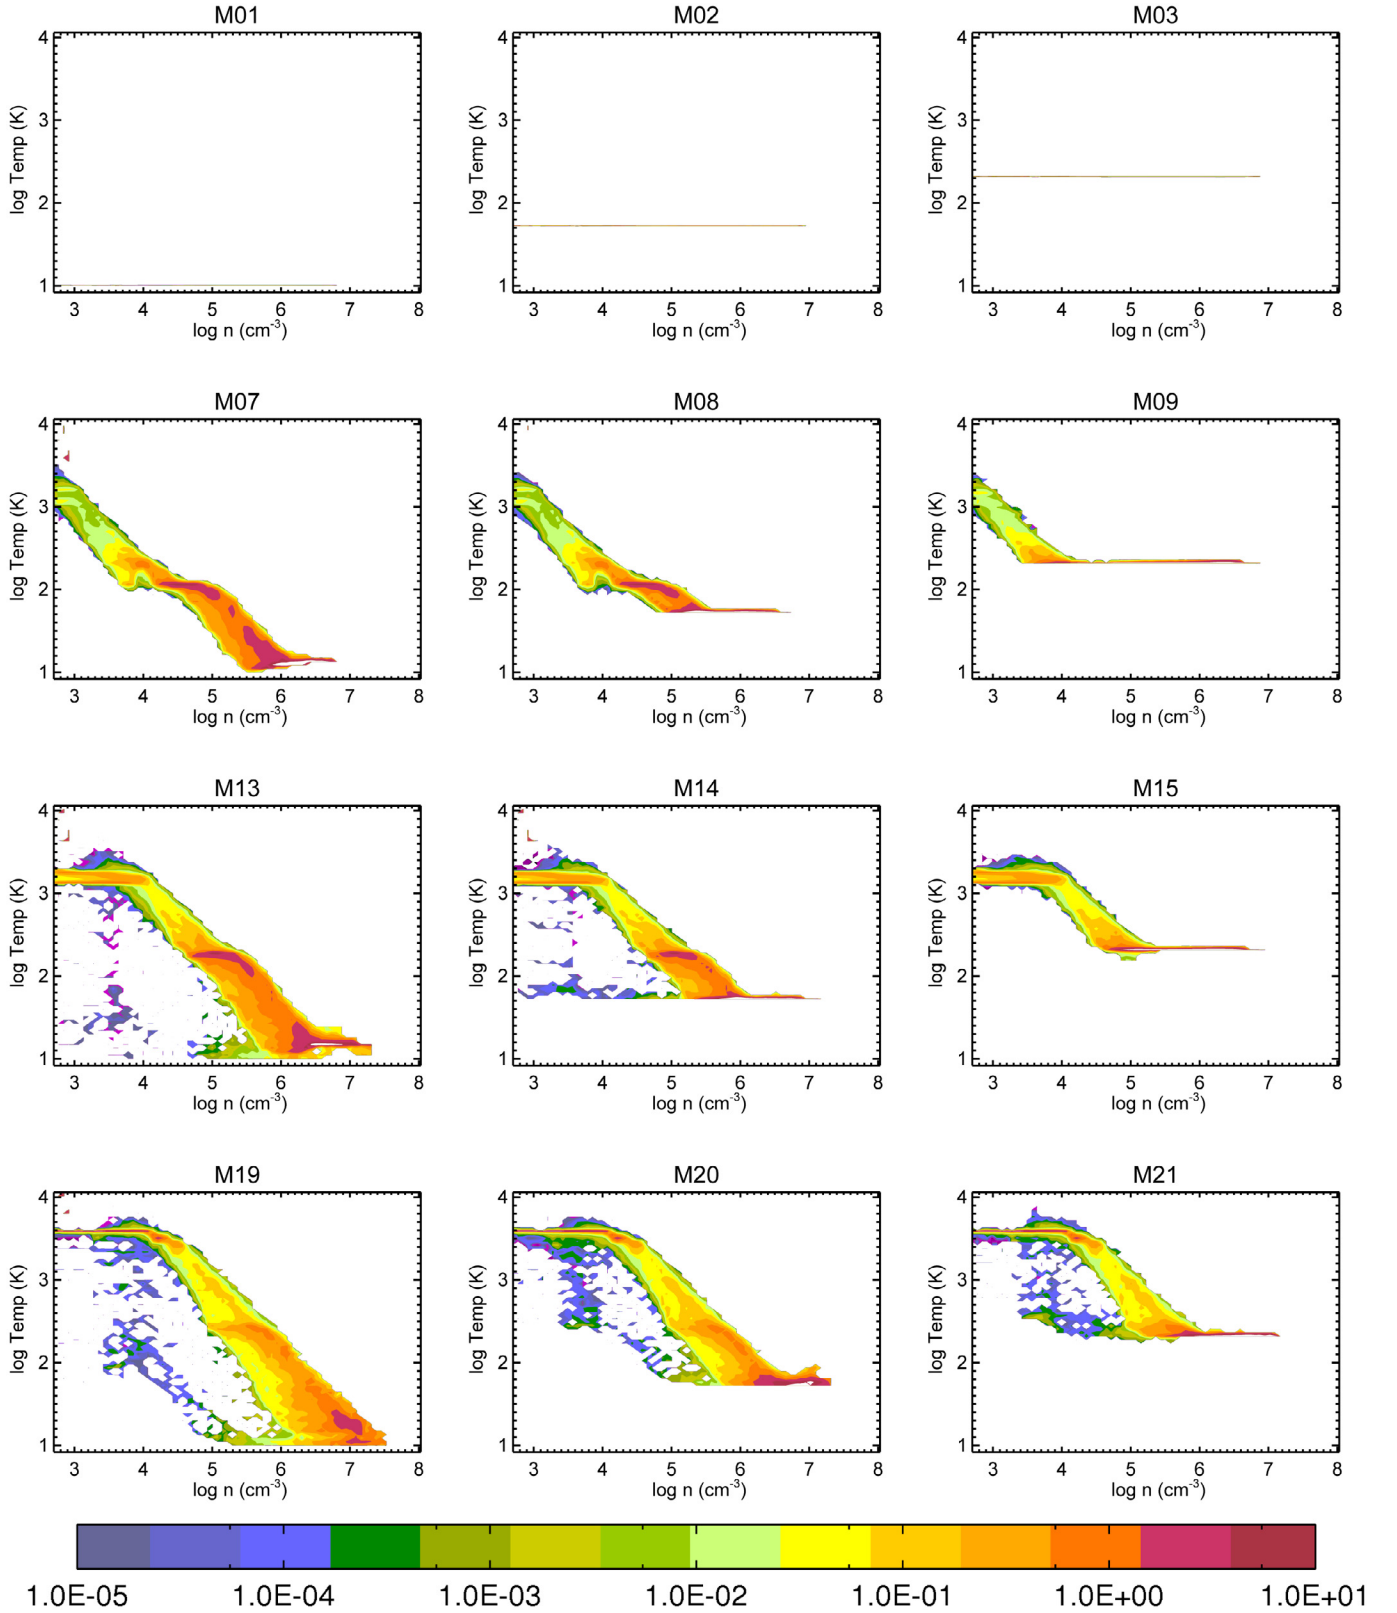 M01 M02 M03
4 4 4
log Temp (K) log Temp (K) log Temp (K)
3 3 3
2 2 2
1 1 1
3 4 5 6 7 8 3 4 5 6 7 8 3 4 5 6 7 8
log n (cm-3) log n (cm-3) log n (cm-3)
M07 M08 M09
4 4 4
log Temp (K) log Temp (K) log Temp (K)
3 3 3
2 2 2
1 1 1
3 4 5 6 7 8 3 4 5 6 7 8 3 4 5 6 7 8
log n (cm-3) log n (cm-3) log n (cm-3)
M13 M14 M15
4 4 4
log Temp (K) log Temp (K) log Temp (K)
3 3 3
2 2 2
1 1 1
3 4 5 6 7 8 3 4 5 6 7 8 3 4 5 6 7 8
log n (cm-3) log n (cm-3) log n (cm-3)
M19 M20 M21
4 4 4
log Temp (K) log Temp (K) log Temp (K)
3 3 3
2 2 2
1 1 1
3 4 5 6 7 8 3 4 5 6 7 8 3 4 5 6 7 8
log n (cm-3) log n (cm-3) log n (cm-3)
1.0E-05 1.0E-04 1.0E-03 1.0E-02 1.0E-01 1.0E+00 1.0E+01